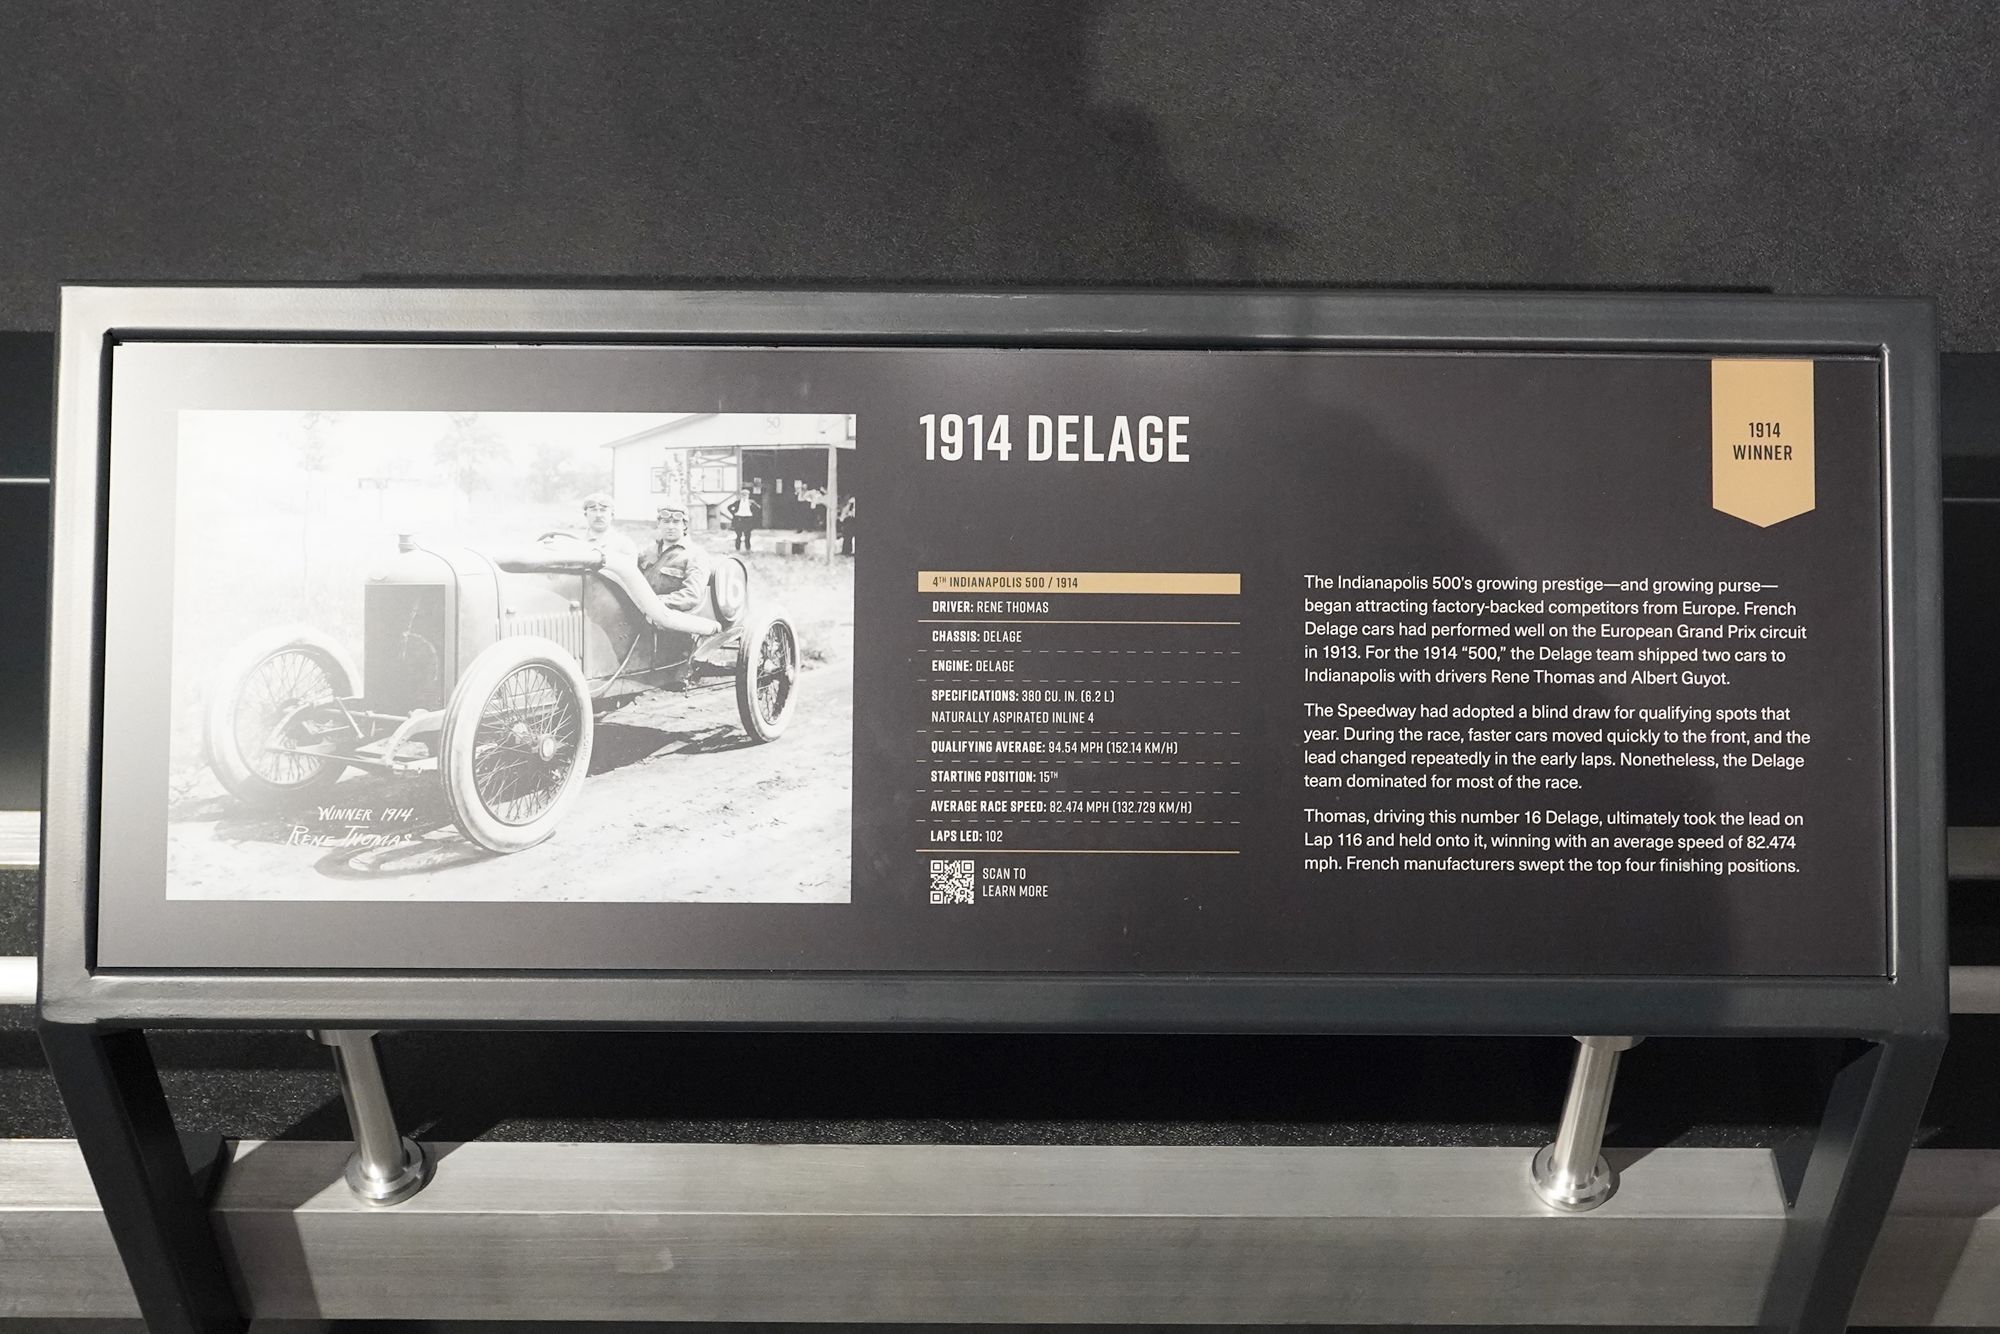 1914 DELAGE
1914
WINNER
50
16
WINNER 1914.
RENE THOMAS
4TH INDIANAPOLIS 500 / 1914
DRIVER: RENE THOMAS
CHASSIS: DELAGE
ENGINE: DELAGE
SPECIFICATIONS: 380 CU. IN. (6.2 L)
NATURALLY ASPIRATED INLINE 4
QUALIFYING AVERAGE: 94.54 MPH (152.14 KM/H)
STARTING POSITION: 15TH
AVERAGE RACE SPEED: 82.474 MPH (132.729 KM/H)
LAPS LED: 102
SCAN TO
LEARN MORE
The Indianapolis 500's growing prestige—and growing purse—
began attracting factory-backed competitors from Europe. French
Delage cars had performed well on the European Grand Prix circuit
in 1913. For the 1914 “500,” the Delage team shipped two cars to
Indianapolis with drivers Rene Thomas and Albert Guyot.
The Speedway had adopted a blind draw for qualifying spots that
year. During the race, faster cars moved quickly to the front, and the
lead changed repeatedly in the early laps. Nonetheless, the Delage
team dominated for most of the race.
Thomas, driving this number 16 Delage, ultimately took the lead on
Lap 116 and held onto it, winning with an average speed of 82.474
mph. French manufacturers swept the top four finishing positions.